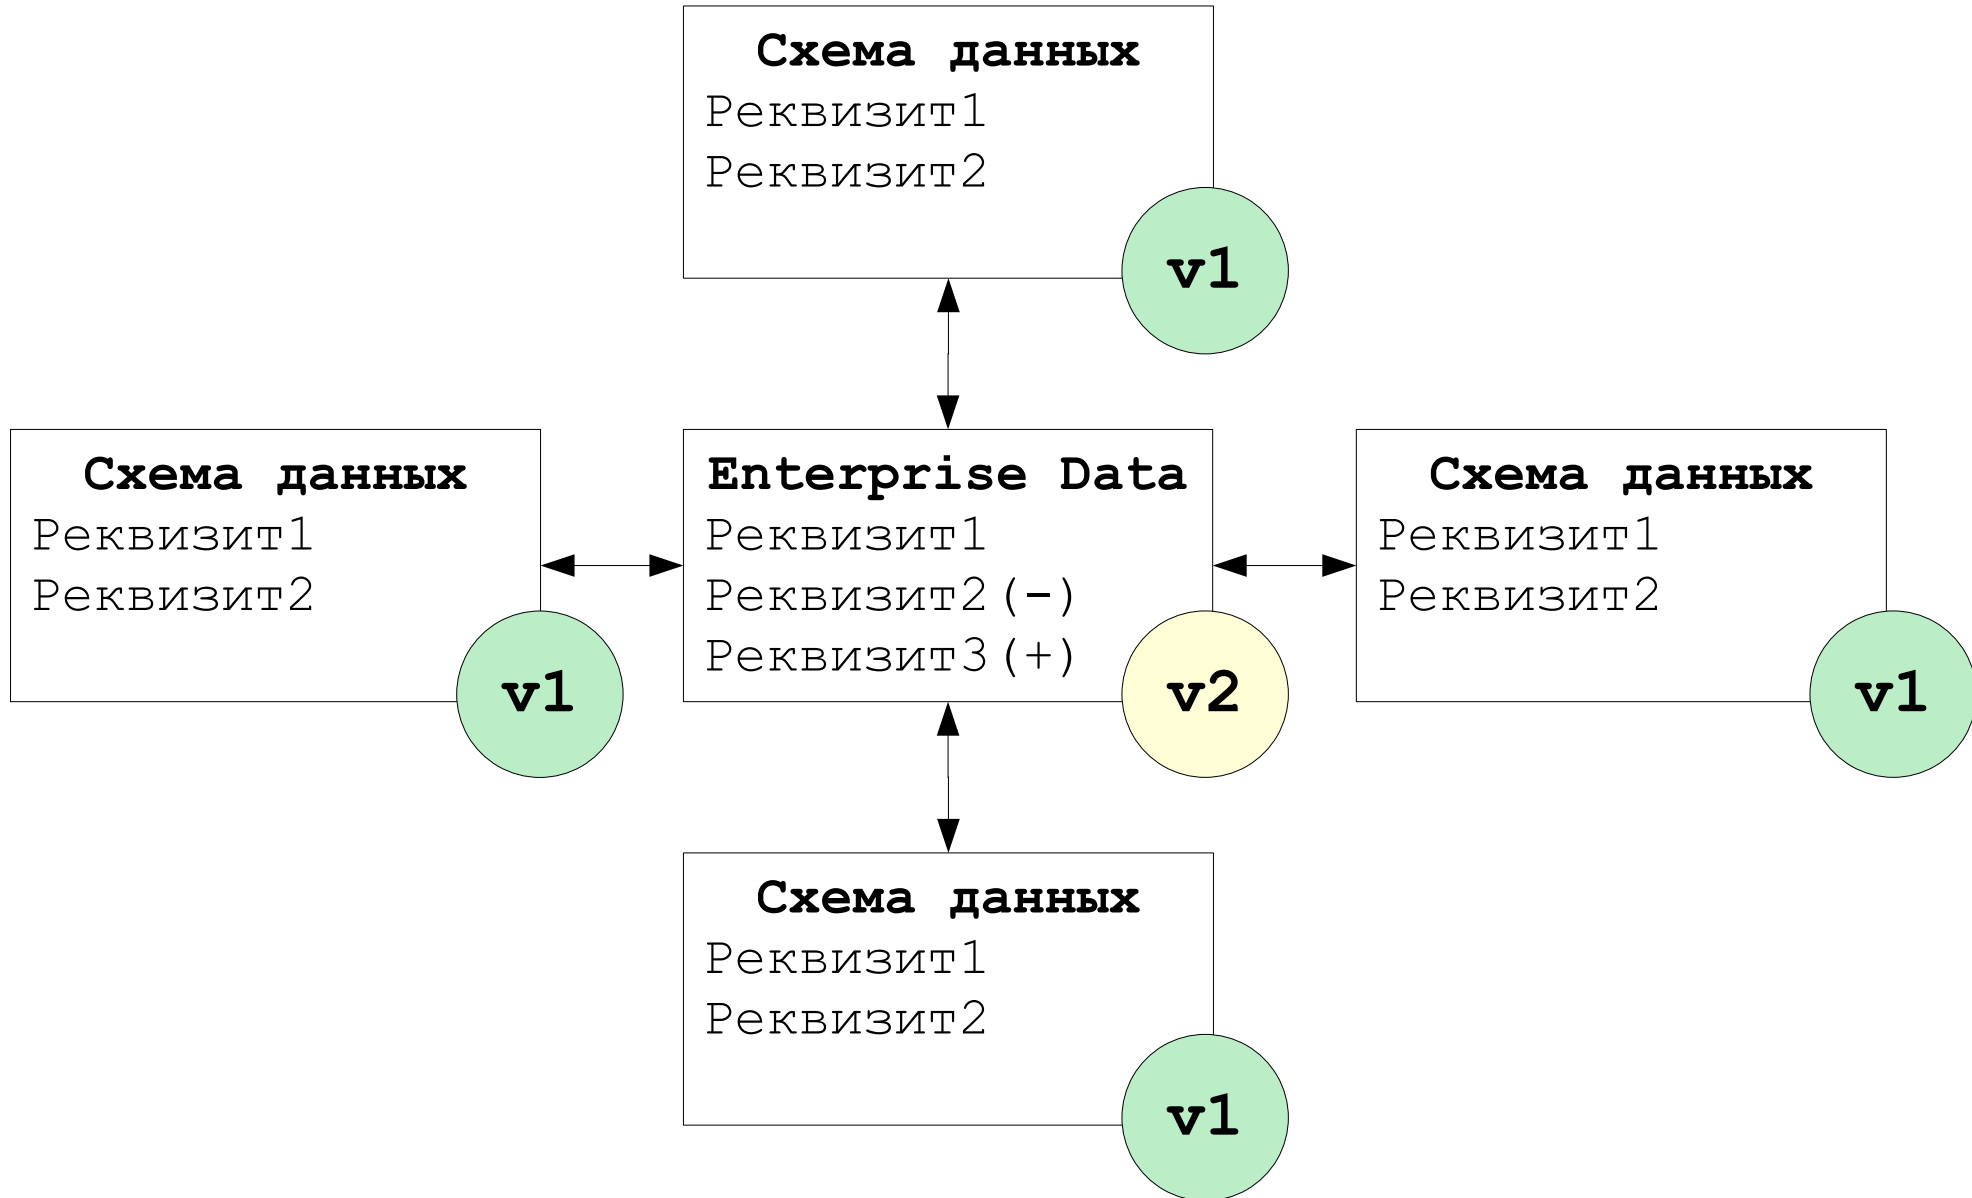 Схема данных
Реквизит1
Реквизит2
v1
Схема данных
Реквизит1
Реквизит2
v1
Enterprise Data
Реквизит1
Реквизит2(-)
Реквизит3(+)
v2
Схема данных
Реквизит1
Реквизит2
v1
Схема данных
Реквизит1
Реквизит2
v1